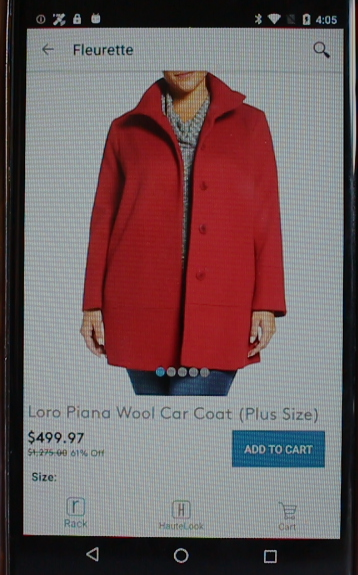 4:05
Fleurette
Loro Piana Wool Car Coat (Plus Size)
$499.97
$1,275.00 61% Off
ADD TO CART
Size:
r
H
Rack
HauteLook
Cart